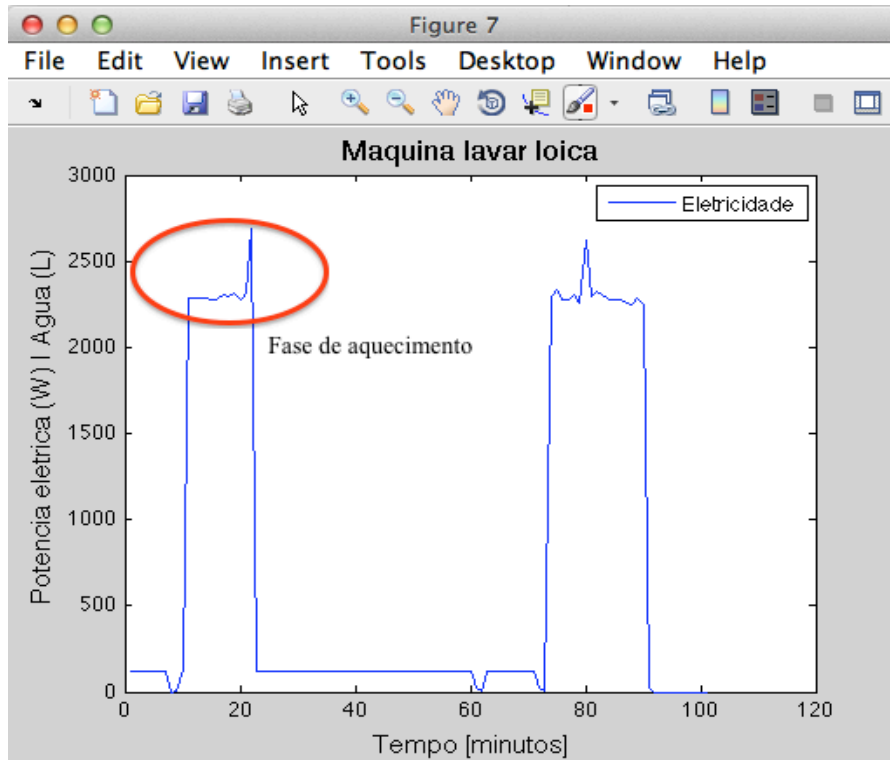 Figure 7
File Edit View Insert Tools Desktop Window Help
Maquina lavar loica
Eletricidade
Fase de aquecimento
Potencia eletrica (W) I Agua (L)
3000
2500
2000
1500
1000
500
0
0 20 40 60 80 100 120
Tempo [minutos]